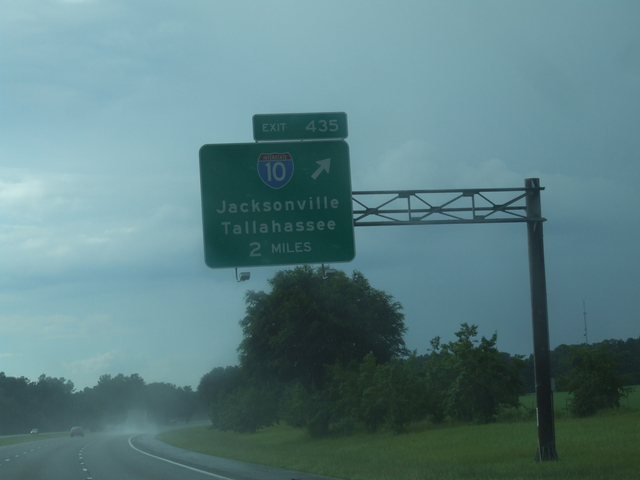 EXIT 435
10
Jacksonville
Tallahassee
2 MILES